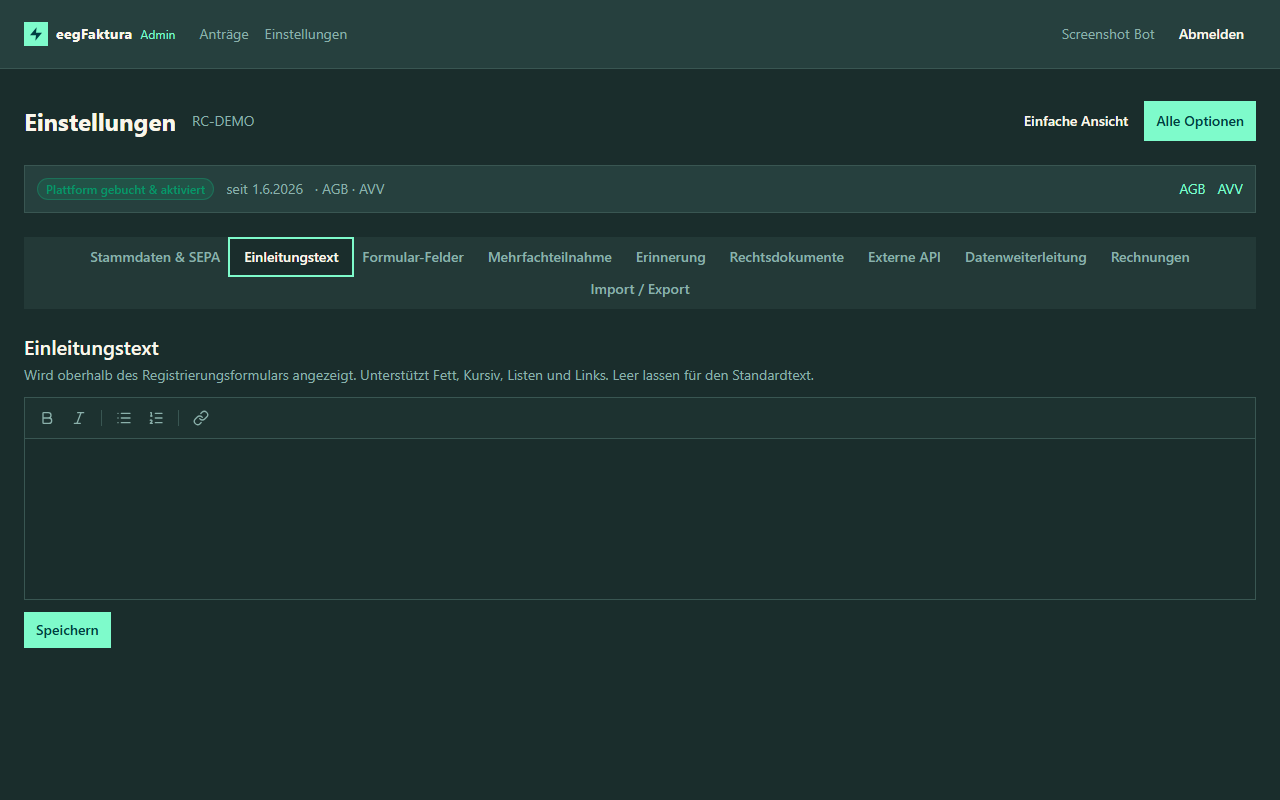 eegFaktura Admin Anträge Einstellungen Screenshot Bot Abmelden
Einstellungen RC-DEMO Einfache Ansicht Alle Optionen
Plattform gebucht & aktiviert seit 1.6.2026 · AGB · AVV AGB AVV
Stammdaten & SEPA Einleitungstext Formular-Felder Mehrfachteilnahme Erinnerung Rechtsdokumente Externe API Datenweiterleitung Rechnungen
Import / Export
Einleitungstext
Wird oberhalb des Registrierungsformulars angezeigt. Unterstützt Fett, Kursiv, Listen und Links. Leer lassen für den Standardtext.
Speichern